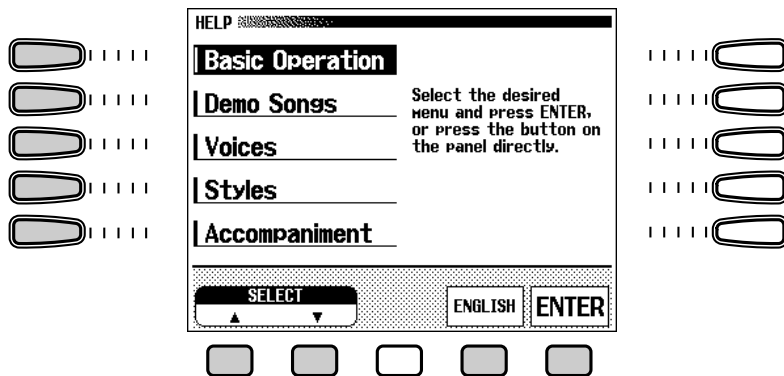 HELP
Basic Operation
Demo Songs
Voices
Styles
Accompaniment
Select the desired
menu and press ENTER,
or press the button on
the panel directly.
SELECT
▲ ▼
ENGLISH
ENTER